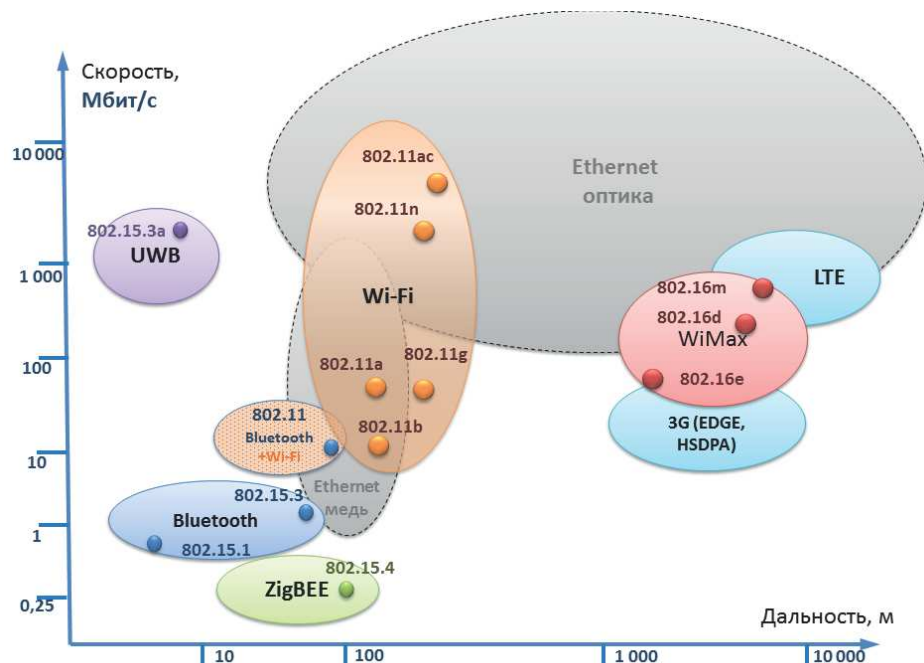 Скорость,
Мбит/с
10 000
1 000
100
10
1
0,25
802.15.3a
UWB
802.11ac
802.11n
Wi-Fi
802.11a
802.11g
802.11b
Ethernet
оптика
LTE
802.16m
802.16d
WiMax
802.16e
3G (EDGE,
HSDPA)
802.11
Bluetooth
+Wi-Fi
Ethernet
медь
802.15.3
Bluetooth
802.15.1
802.15.4
ZigBEE
Дальность, м
10
100
1 000
10 000